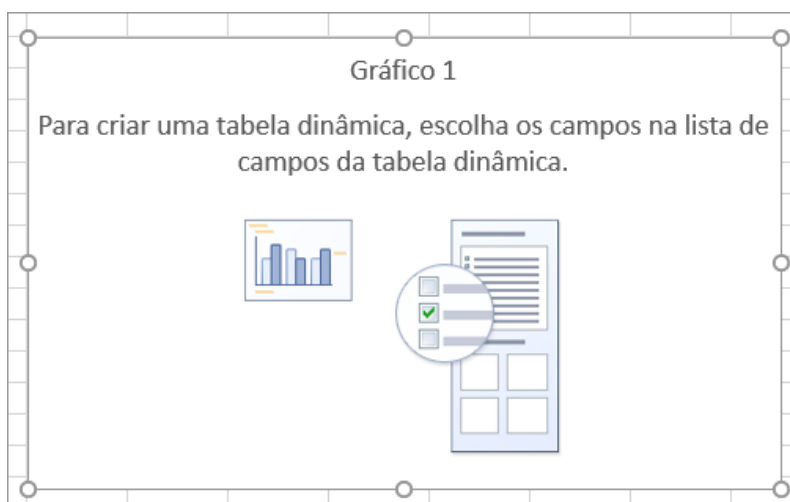 Gráfico 1
Para criar uma tabela dinâmica, escolha os campos na lista de
campos da tabela dinâmica.